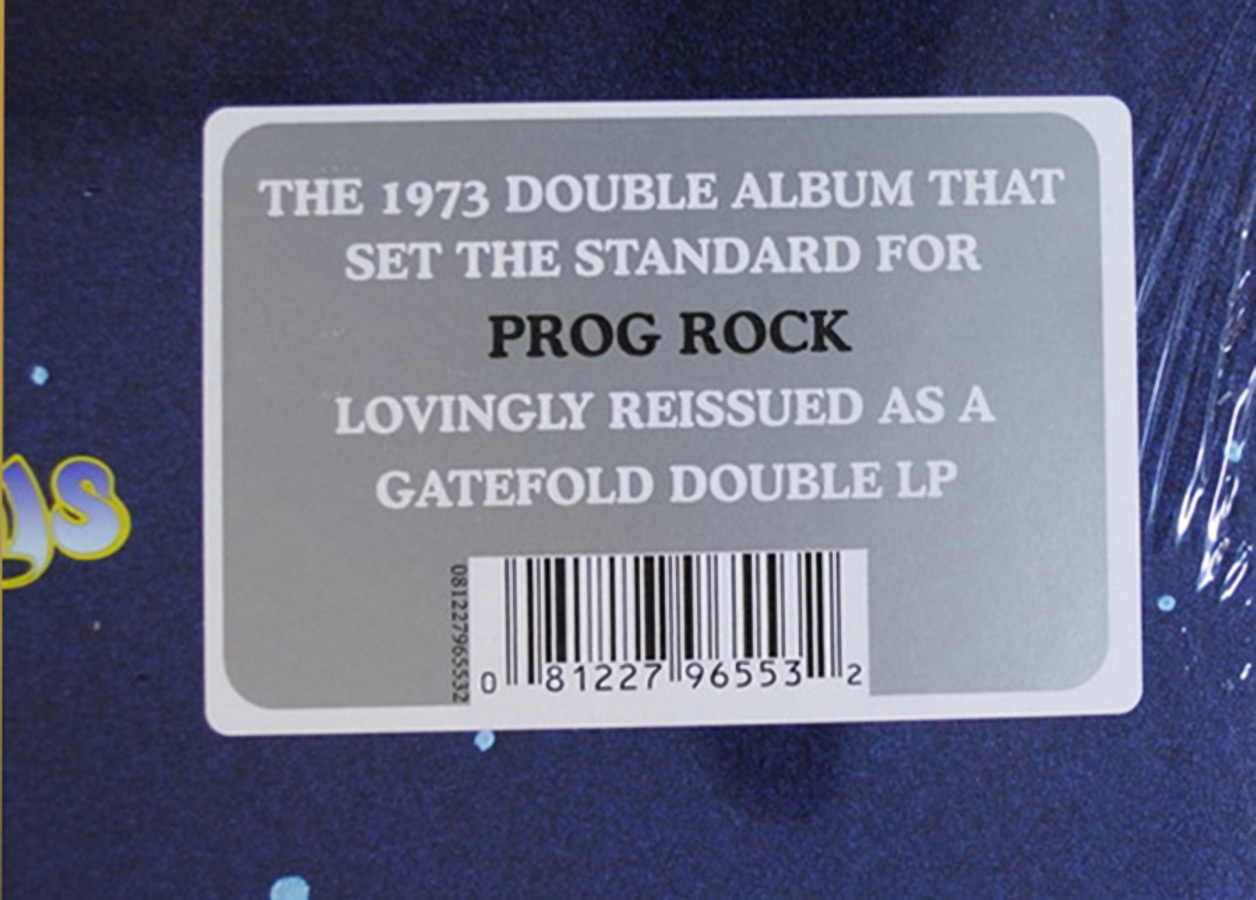 THE 1973 DOUBLE ALBUM THAT
SET THE STANDARD FOR
PROG ROCK
LOVINGLY REISSUED AS A
GATEFOLD DOUBLE LP
081227965532
0 81227 96553 2